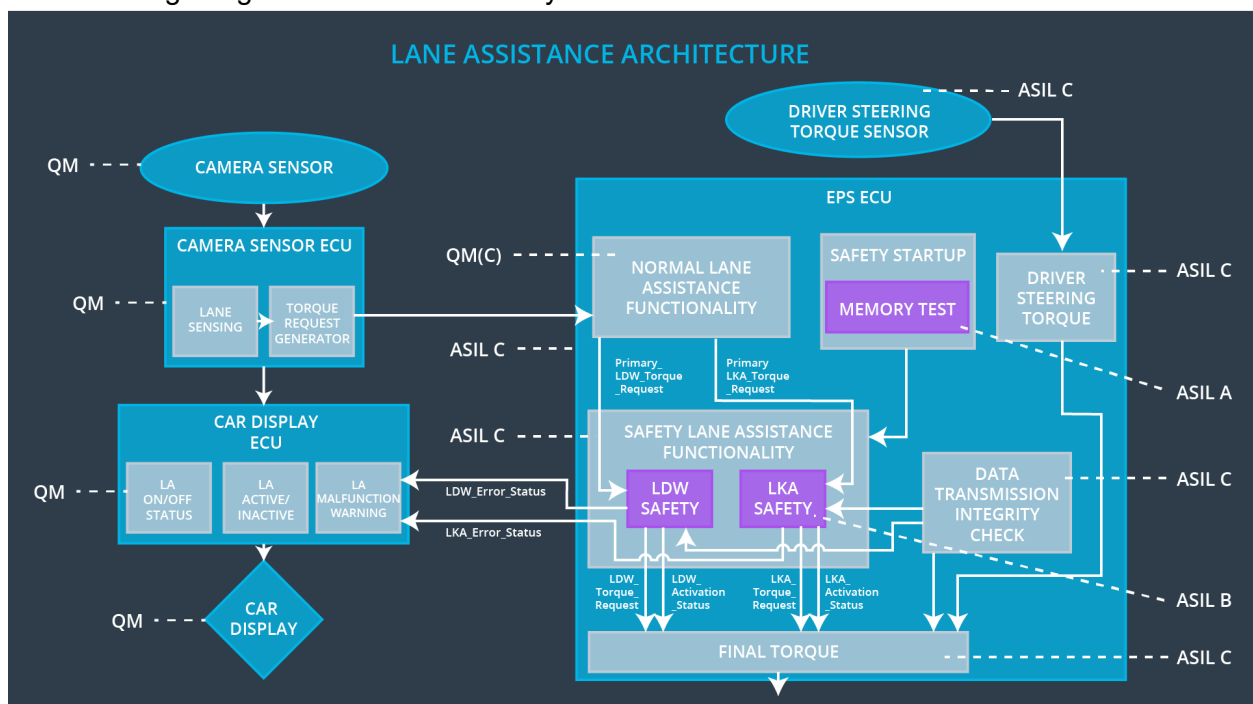 LANE ASSISTANCE ARCHITECTURE
ASIL C
DRIVER STEERING
TORQUE SENSOR
QM
CAMERA SENSOR
EPS ECU
CAMERA SENSOR ECU
QM(C)
NORMAL LANE
ASSISTANCE
FUNCTIONALITY
SAFETY STARTUP
MEMORY TEST
DRIVER
STEERING
TORQUE
ASIL C
QM
LANE
SENSING
TORQUE
REQUEST
GENERATOR
ASIL C
Primary_
LDW_Torque
_Request
Primary
LKA_Torque
_Request
ASIL A
CAR DISPLAY
ECU
ASIL C
SAFETY LANE ASSISTANCE
FUNCTIONALITY
QM
LA
ON/OFF
STATUS
LA
ACTIVE/
INACTIVE
LA
MALFUNCTION
WARNING
LDW_Error_Status
LKA_Error_Status
LDW
SAFETY
LKA
SAFETY
DATA
TRANSMISSION
INTEGRITY
CHECK
ASIL C
LDW_
Torque_
Request
LDW_
Activation
_Status
LKA_
Torque_
Request
LKA_
Activation
_Status
ASIL B
QM
CAR
DISPLAY
FINAL TORQUE
ASIL C